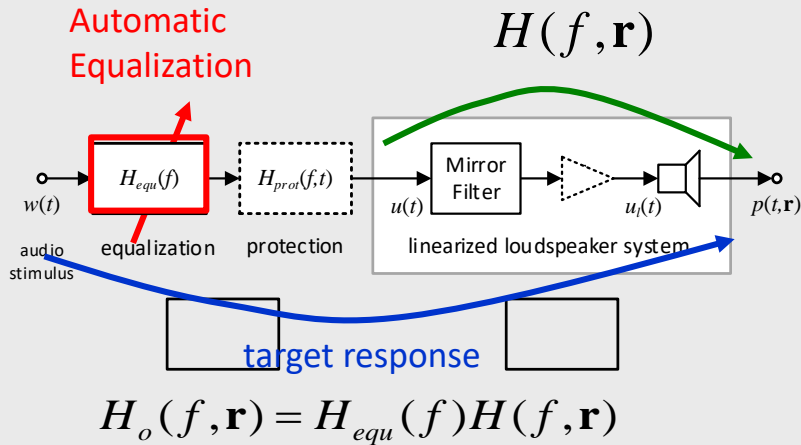 Automatic
Equalization
H(f,r)
H_equ(f)
H_prot(f,t)
Mirror
Filter
w(t)
u(t)
u_l(t)
p(t,r)
audio
stimulus
equalization
protection
linearized loudspeaker system
target response
H_o(f,r) = H_equ(f)H(f,r)